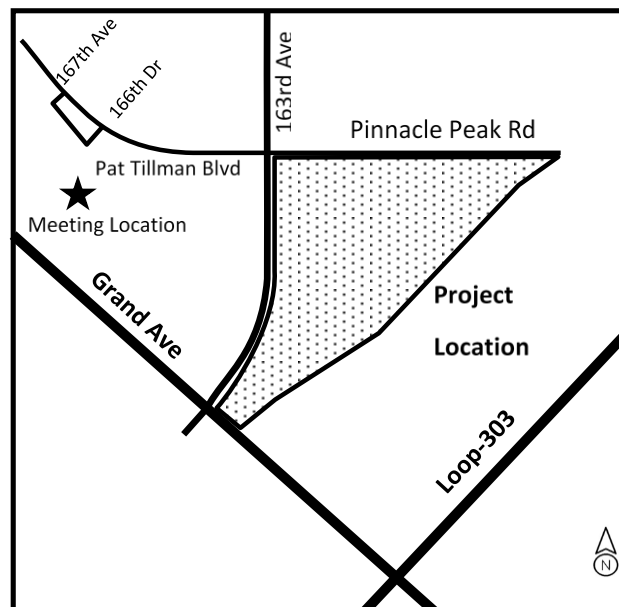 167th Ave
166th Dr
163rd Ave
Pinnacle Peak Rd
Pat Tillman Blvd
Meeting Location
Grand Ave
Project
Location
Loop-303
N